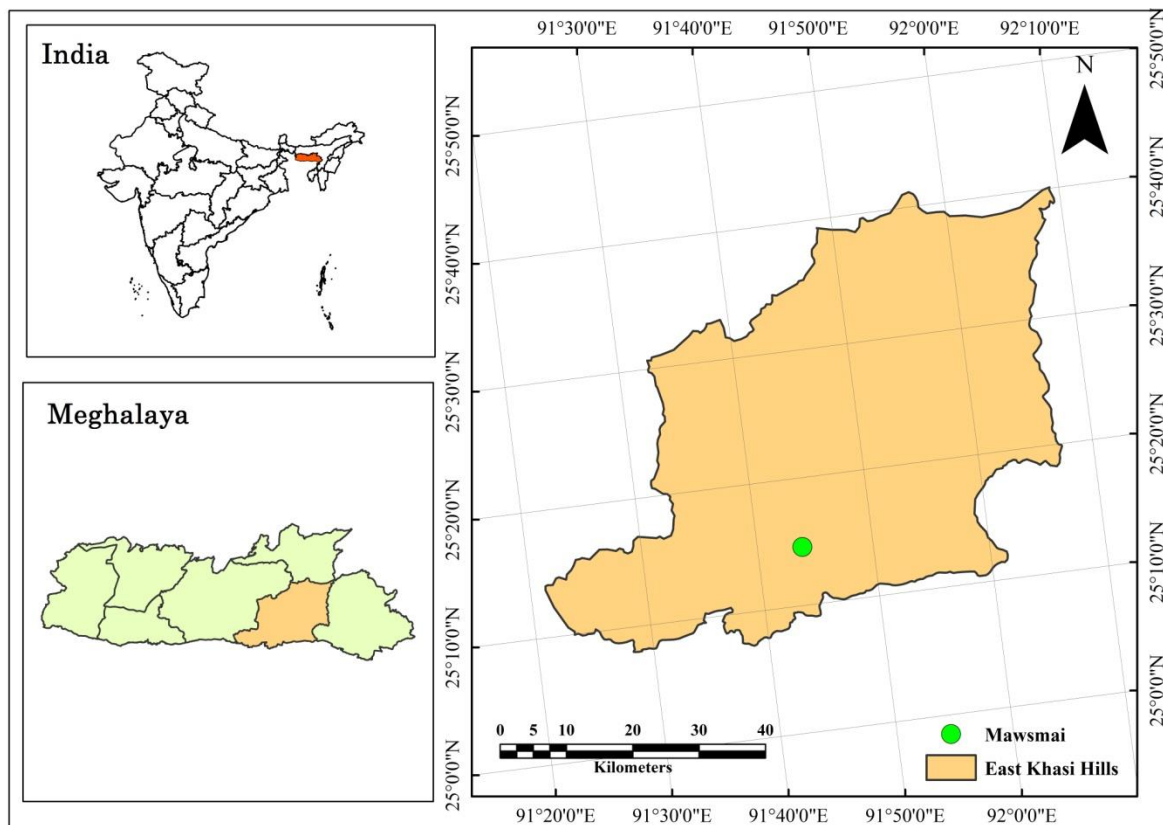 India
Meghalaya
91°30'0"E 91°40'0"E 91°50'0"E 92°0'0"E 92°10'0"E
25°50'0"N
25°40'0"N
25°30'0"N
25°20'0"N
25°10'0"N
25°0'0"N
25°50'0"N
25°40'0"N
25°30'0"N
25°20'0"N
25°10'0"N
25°0'0"N
N
0 5 10 20 30 40
Kilometers
Mawsmai
East Khasi Hills
91°20'0"E 91°30'0"E 91°40'0"E 91°50'0"E 92°0'0"E